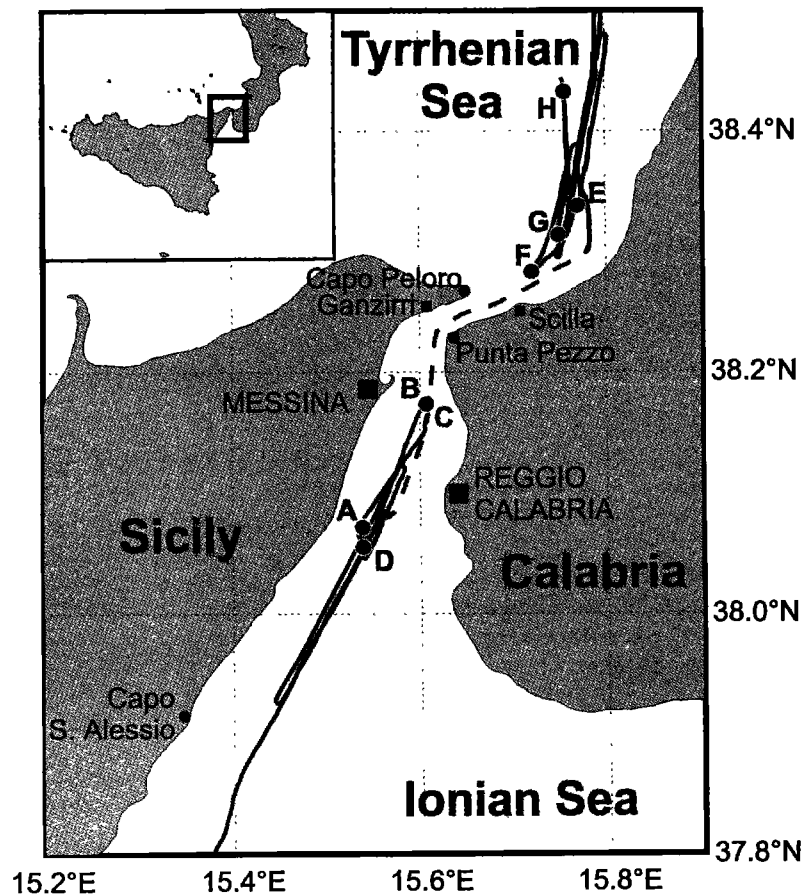 Tyrrhenian
Sea
H
38.4°N
E
G
F
Capo Peloro
Ganzirri
Scilla
Punta Pezzo
38.2°N
B
MESSINA
C
REGGIO
CALABRIA
A
Sicily
D
Calabria
38.0°N
Capo
S. Alessio
Ionian Sea
37.8°N
15.2°E
15.4°E
15.6°E
15.8°E